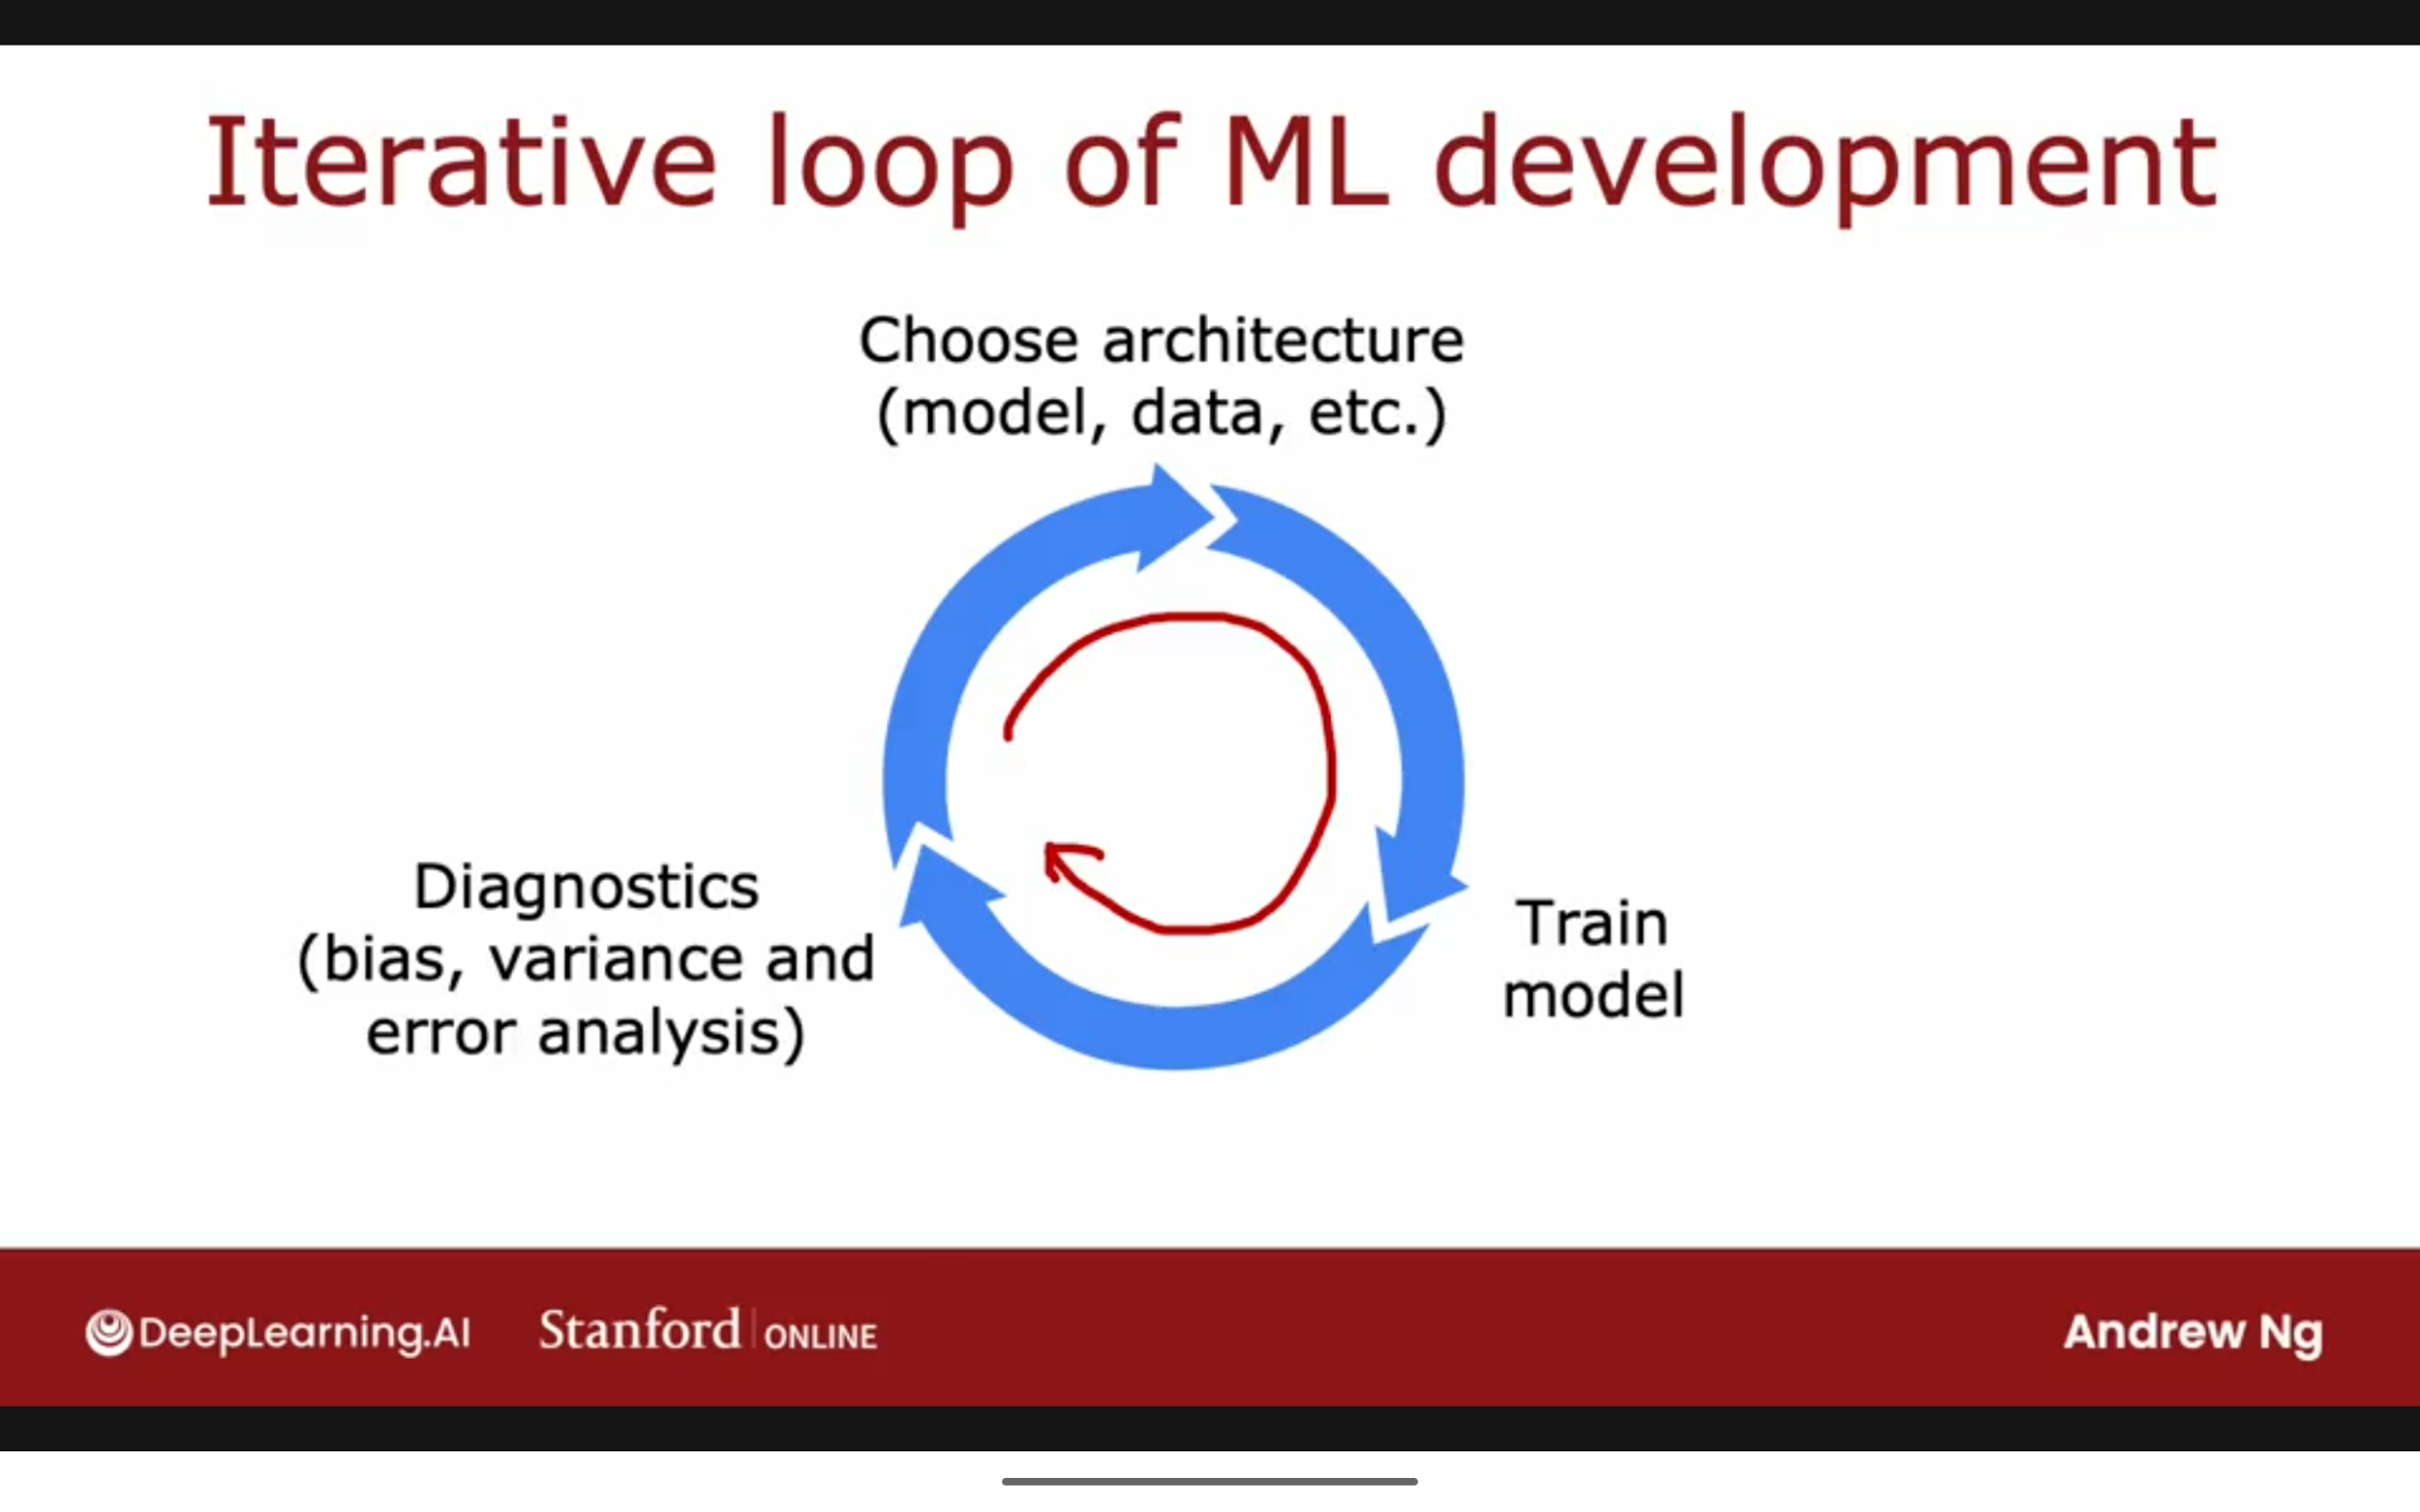 Iterative loop of ML development
Choose architecture
(model, data, etc.)
Diagnostics
(bias, variance and
error analysis)
Train
model
DeepLearning.AI
Stanford | ONLINE
Andrew Ng